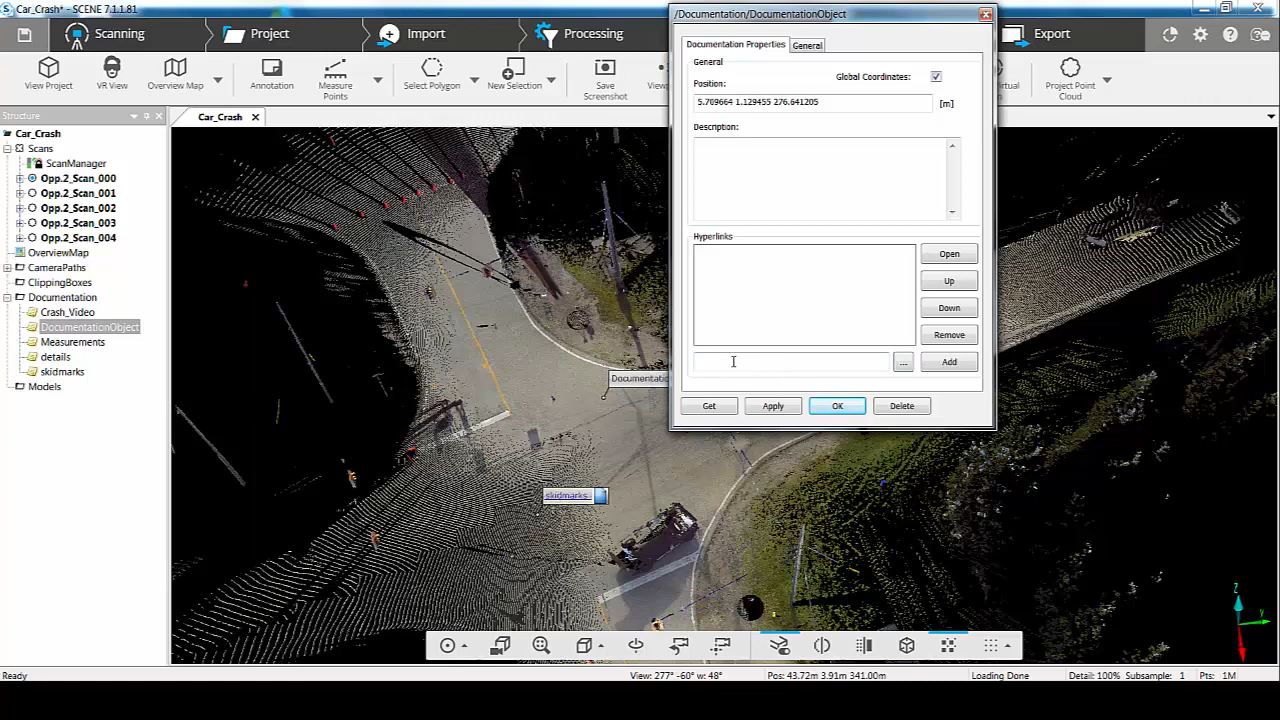 Car_Crash* - SCENE 7.1.1.81
Scanning
Project
Import
Processing
Export
View Project
VR View
Overview Map
Annotation
Measure
Points
Select Polygon
New Selection
Save
Screenshot
Project Point
Cloud
Structure
Car_Crash
Car_Crash
Scans
ScanManager
Opp.2_Scan_000
Opp.2_Scan_001
Opp.2_Scan_002
Opp.2_Scan_003
Opp.2_Scan_004
OverviewMap
CameraPaths
ClippingBoxes
Documentation
Crash_Video
DocumentationObject
Measurements
details
skidmarks
Models
/Documentation/DocumentationObject
Documentation Properties
General
General
Global Coordinates:
Position:
5.709664 1.129455 276.641205
[m]
Description:
Hyperlinks
Open
Up
Down
Remove
...
Add
Get
Apply
OK
Delete
skidmarks
Z
Y
Ready
View: 277° -60° w: 48°
Pos: 43.72m 3.91m 341.00m
Loading Done
Detail: 100%
Subsample: 1
Pts: 1M